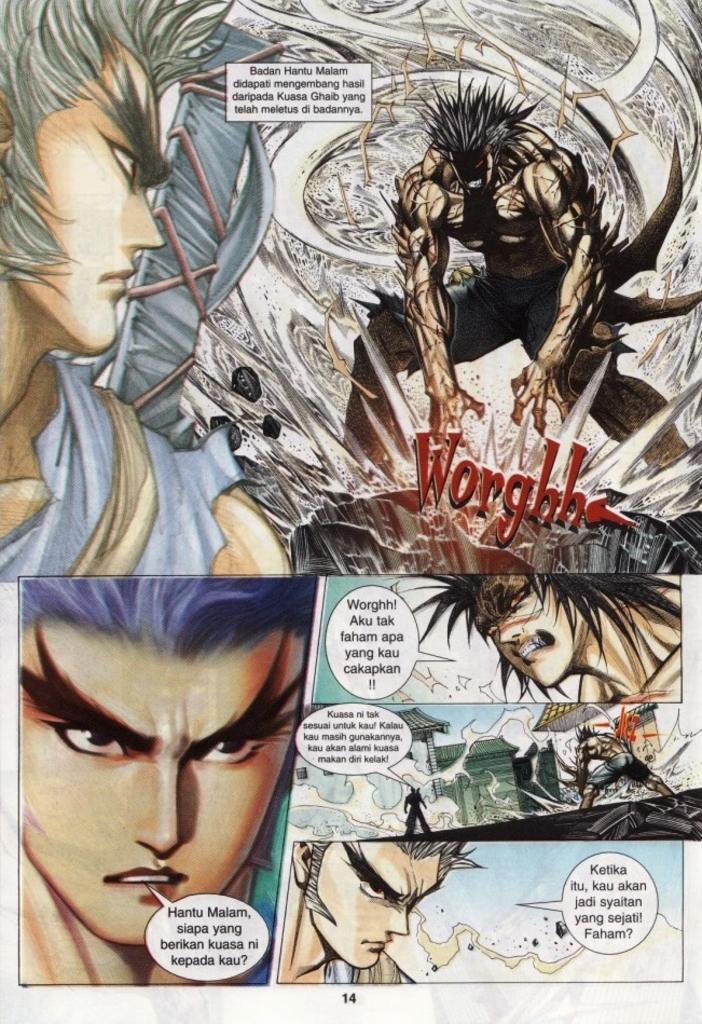 Badan Hantu Malam
didapati mengembang hasil
daripada Kuasa Ghaib yang
telah meletus di badannya.
Worghh
Hantu Malam,
siapa yang
berikan kuasa ni
kepada kau?
Worghh!
Aku tak
faham apa
yang kau
cakapkan
!!
Kuasa ni tak
sesuai untuk kau! Kalau
kau masih gunakannya,
kau akan alami kuasa
makan diri kelak!
Ketika
itu, kau akan
jadi syaitan
yang sejati!
Faham?
14